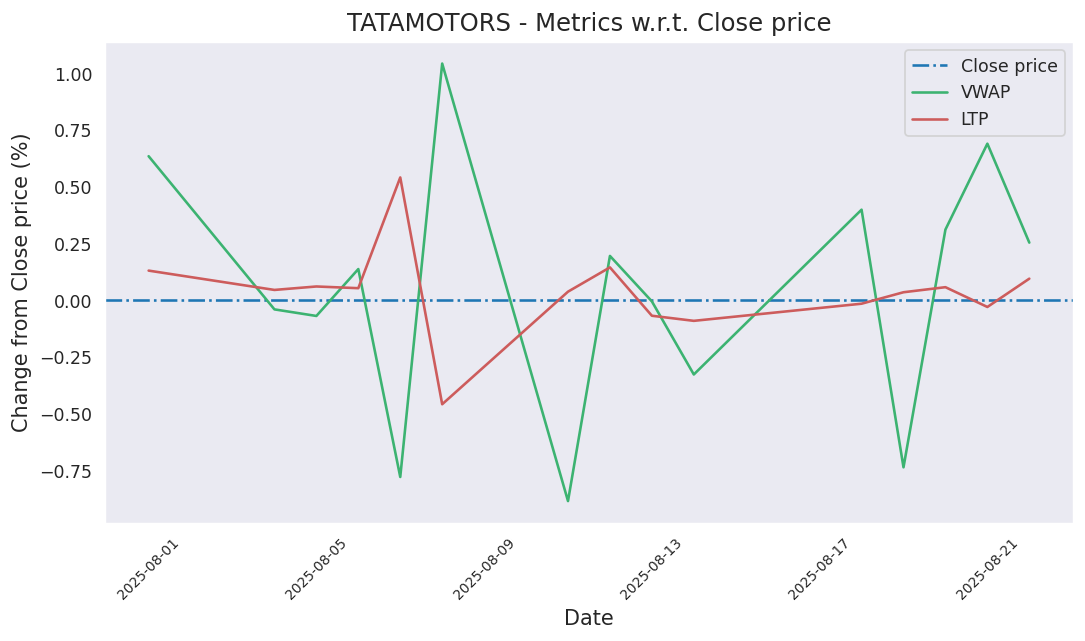 TATAMOTORS - Metrics w.r.t. Close price
Close price
VWAP
LTP
Change from Close price (%)
1.00
0.75
0.50
0.25
0.00
−0.25
−0.50
−0.75
2025-08-01
2025-08-05
2025-08-09
2025-08-13
2025-08-17
2025-08-21
Date